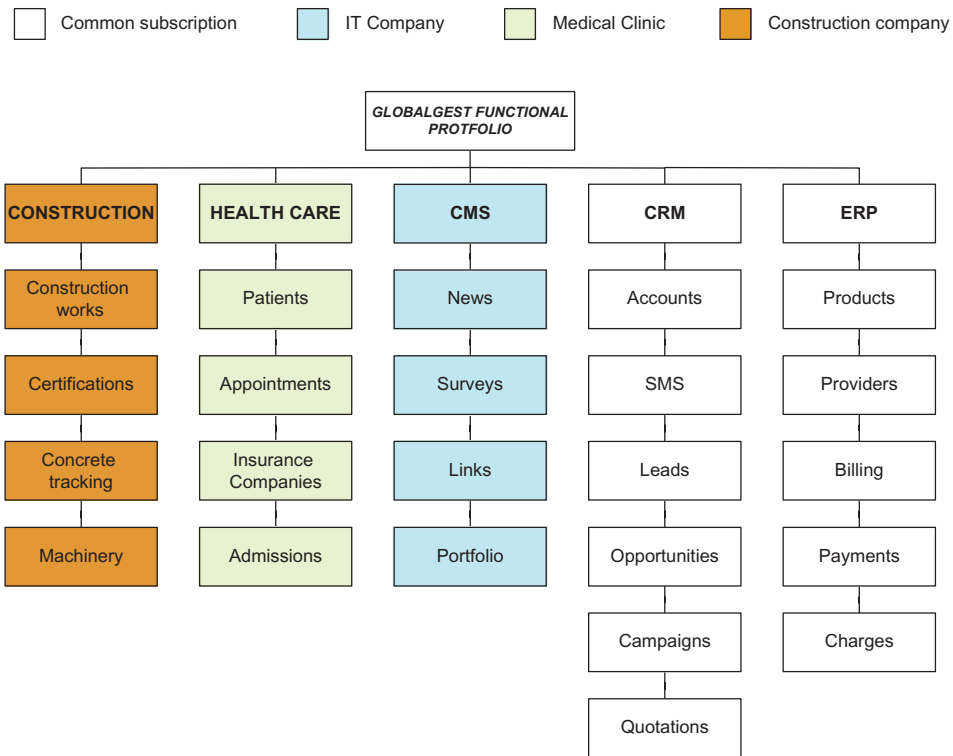 Common subscription
IT Company
Medical Clinic
Construction company
GLOBALGEST FUNCTIONAL
PROTFOLIO
CONSTRUCTION
HEALTH CARE
CMS
CRM
ERP
Construction
works
Patients
News
Accounts
Products
Certifications
Appointments
Surveys
SMS
Providers
Concrete
tracking
Insurance
Companies
Links
Leads
Billing
Machinery
Admissions
Portfolio
Opportunities
Payments
Campaigns
Charges
Quotations